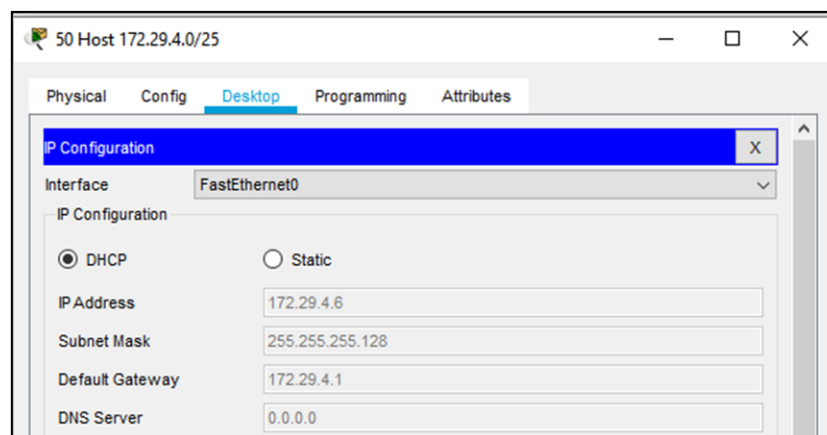 50 Host 172.29.4.0/25
Physical Config Desktop Programming Attributes
IP Configuration X
Interface FastEthernet0
IP Configuration
DHCP Static
IP Address 172.29.4.6
Subnet Mask 255.255.255.128
Default Gateway 172.29.4.1
DNS Server 0.0.0.0